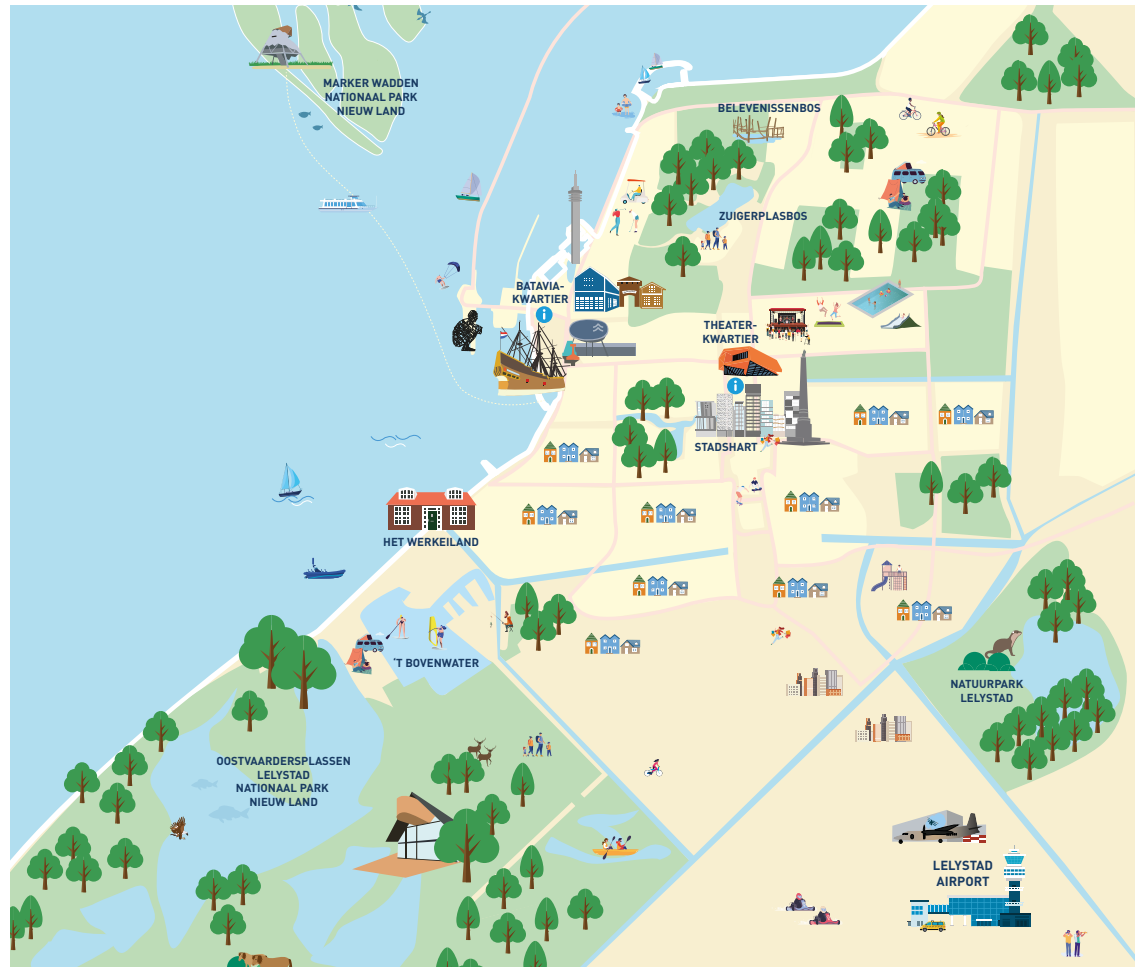 MARKER WADDEN
NATIONAAL PARK
NIEUW LAND
BELEVENISSENBOS
ZUIGERPLASBOS
BATAVIA-
KWARTIER
i
THEATER-
KWARTIER
i
STADSHART
HET WERKEILAND
'T BOVENWATER
NATUURPARK
LELYSTAD
OOSTVAARDERSPLASSEN
LELYSTAD
NATIONAAL PARK
NIEUW LAND
LELYSTAD
AIRPORT